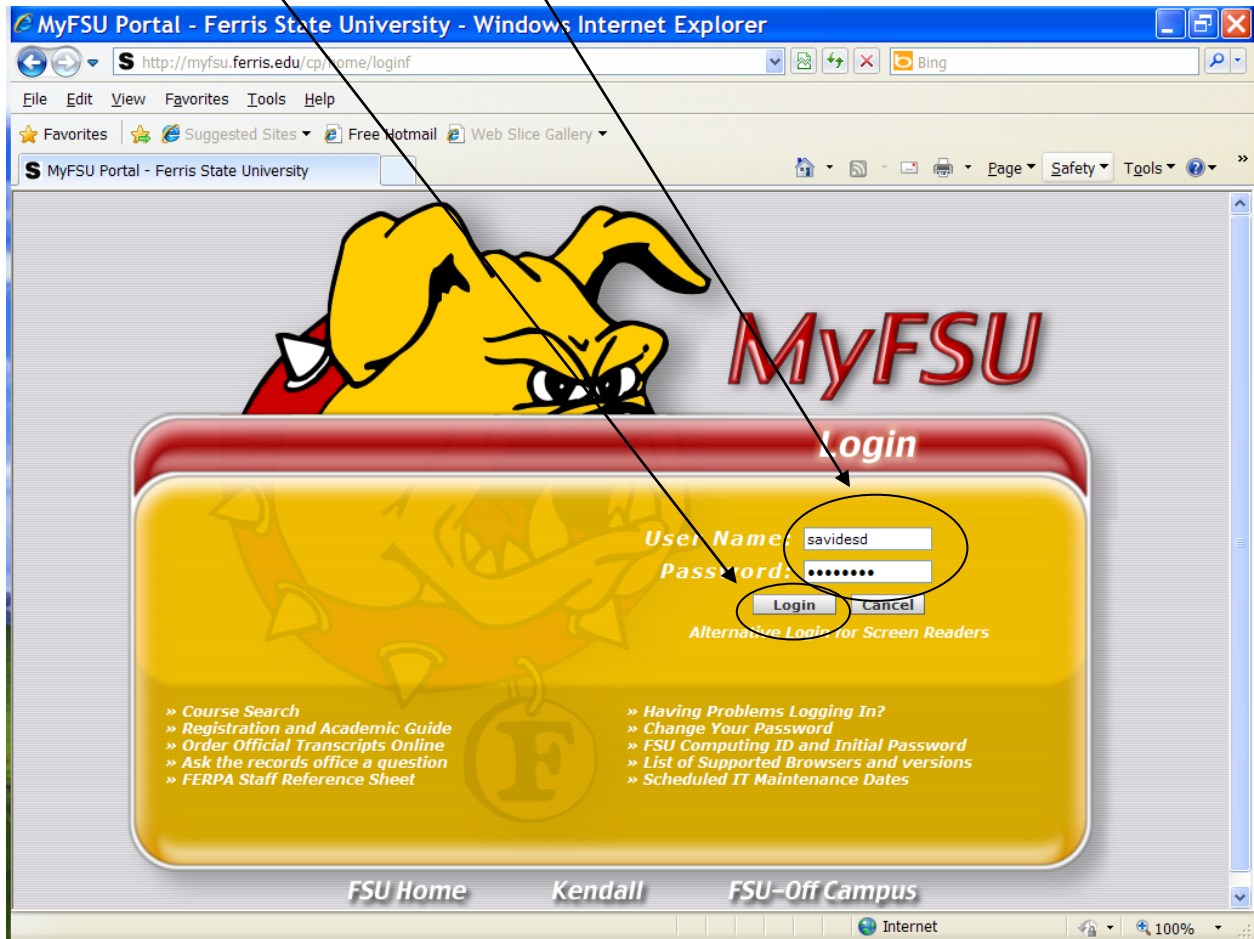 MyFSU Portal - Ferris State University - Windows Internet Explorer
S http://myfsu.ferris.edu/cp/home/loginf
Bing
File Edit View Favorites Tools Help
Favorites Suggested Sites Free Hotmail Web Slice Gallery
S MyFSU Portal - Ferris State University
Page Safety Tools »
MyFSU
Login
User Name: savidesd
Password: ••••••••
Login Cancel
Alternative Login for Screen Readers
» Course Search
» Registration and Academic Guide
» Order Official Transcripts Online
» Ask the records office a question
» FERPA Staff Reference Sheet
» Having Problems Logging In?
» Change Your Password
» FSU Computing ID and Initial Password
» List of Supported Browsers and versions
» Scheduled IT Maintenance Dates
F
FSU Home Kendall FSU-Off Campus
Internet 100%